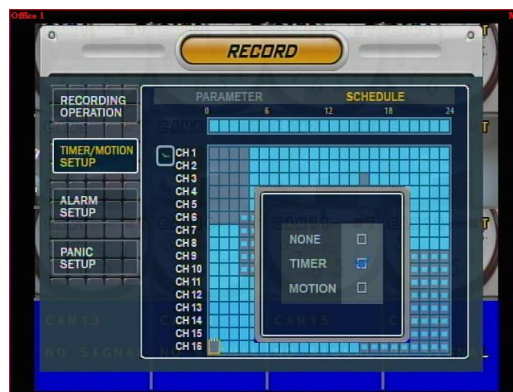 Office 1
RECORD
RECORDING
OPERATION
TIMER/MOTION
SETUP
ALARM
SETUP
PANIC
SETUP
PARAMETER
SCHEDULE
0 6 12 18 24
CH 1
CH 2
CH 3
CH 4
CH 5
CH 6
CH 7
CH 8
CH 9
CH 10
CH 11
CH 12
CH 13
CH 14
CH 15
CH 16
NONE
TIMER
MOTION
CAM13
CAM15
NO SIGNAL